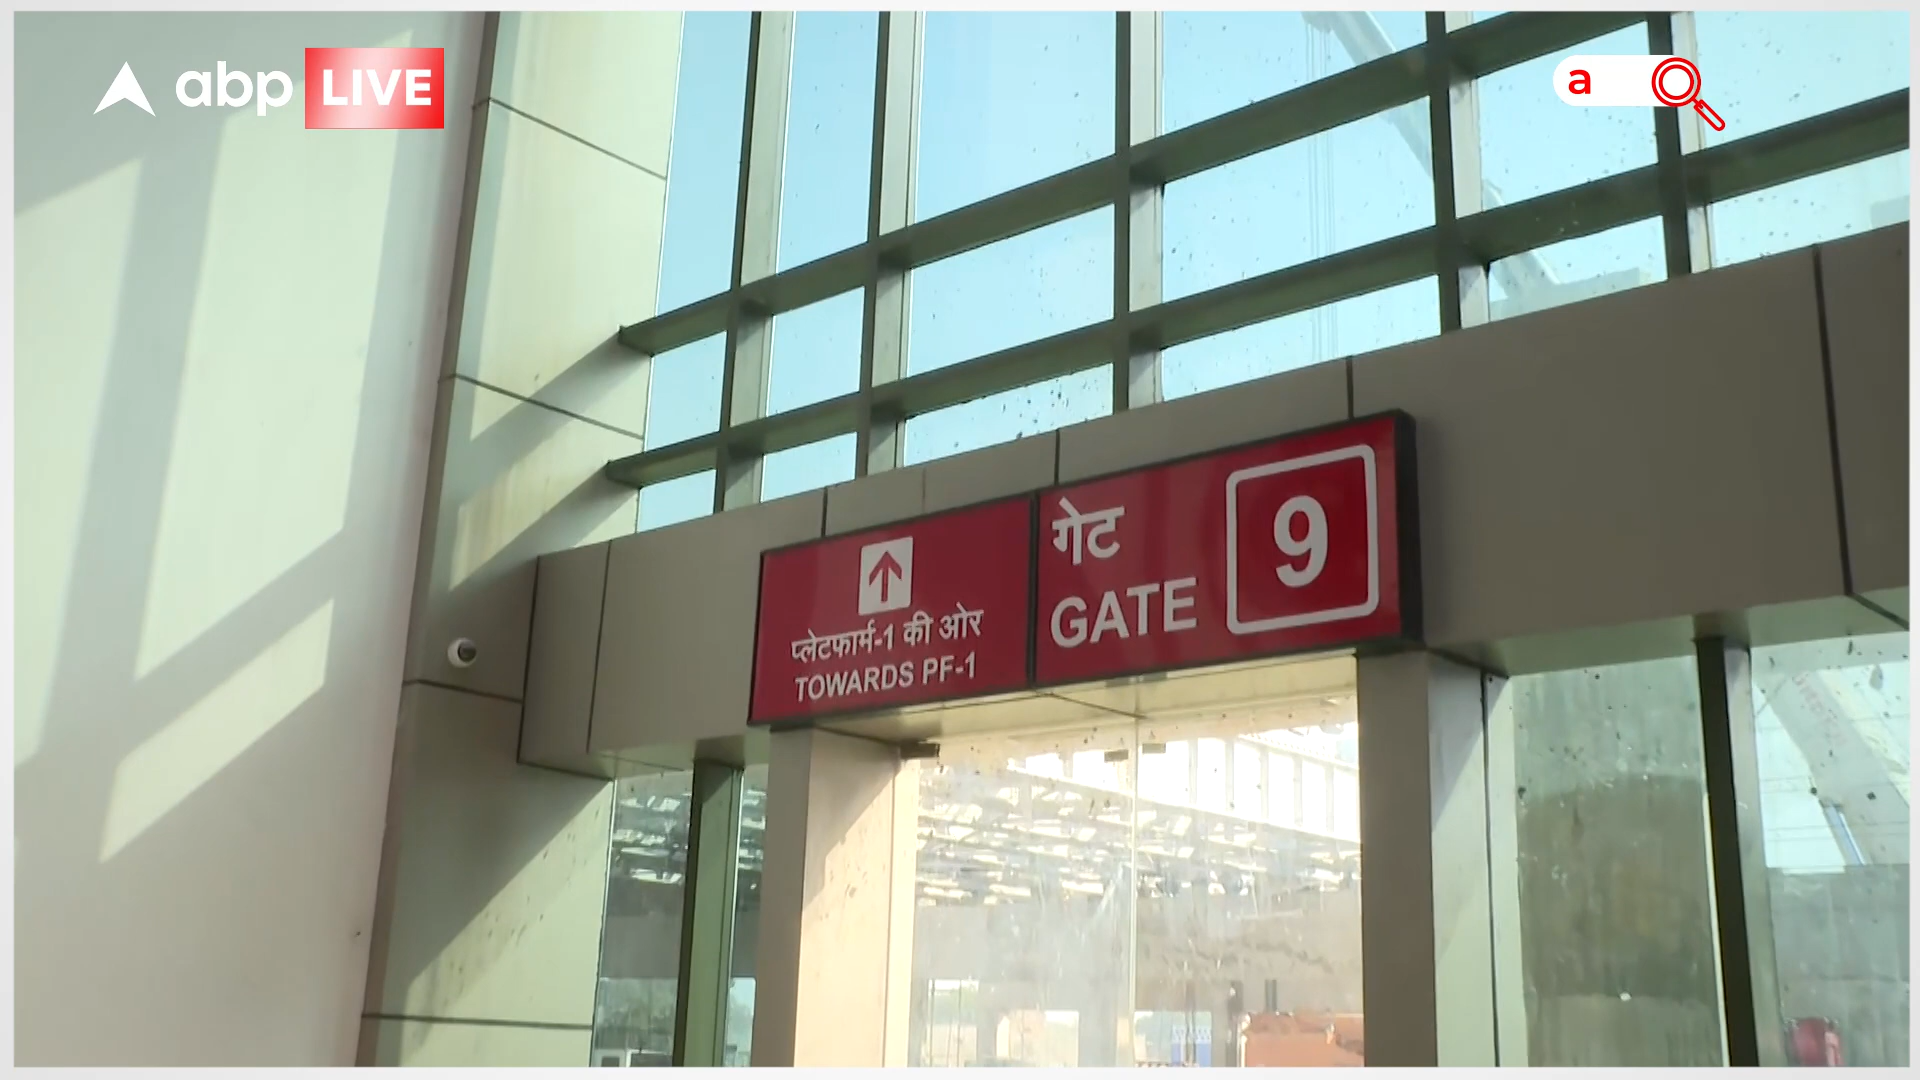 abp LIVE
a
गेट
GATE
9
प्लेटफार्म-1 की ओर
TOWARDS PF-1